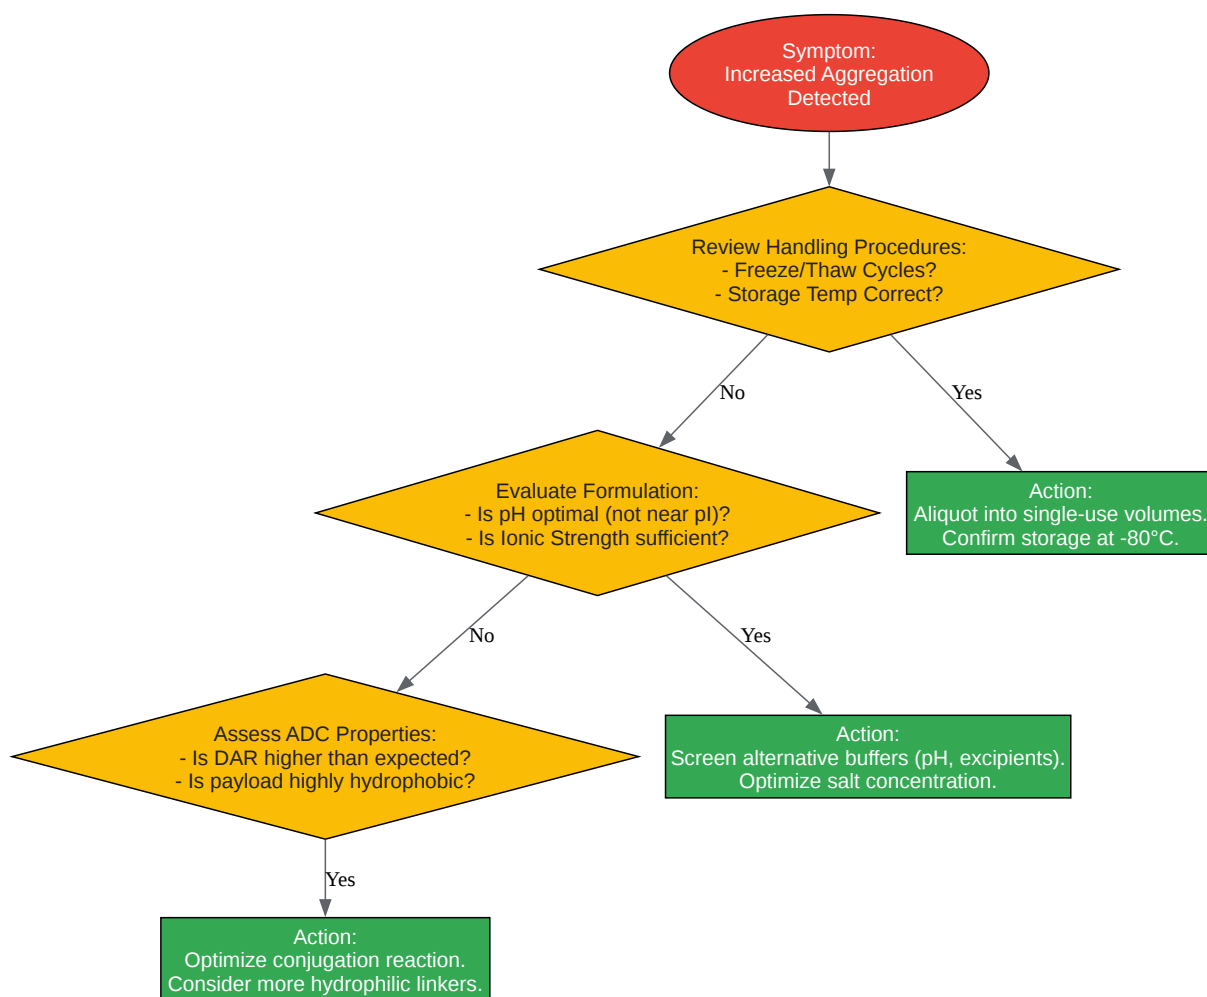 Symptom:
Increased Aggregation
Detected
Review Handling Procedures:
- Freeze/Thaw Cycles?
- Storage Temp Correct?
No
Yes
Evaluate Formulation:
- Is pH optimal (not near pI)?
- Is Ionic Strength sufficient?
Action:
Aliquot into single-use volumes.
Confirm storage at -80°C.
No
Yes
Assess ADC Properties:
- Is DAR higher than expected?
- Is payload highly hydrophobic?
Action:
Screen alternative buffers (pH, excipients).
Optimize salt concentration.
Yes
Action:
Optimize conjugation reaction.
Consider more hydrophilic linkers.